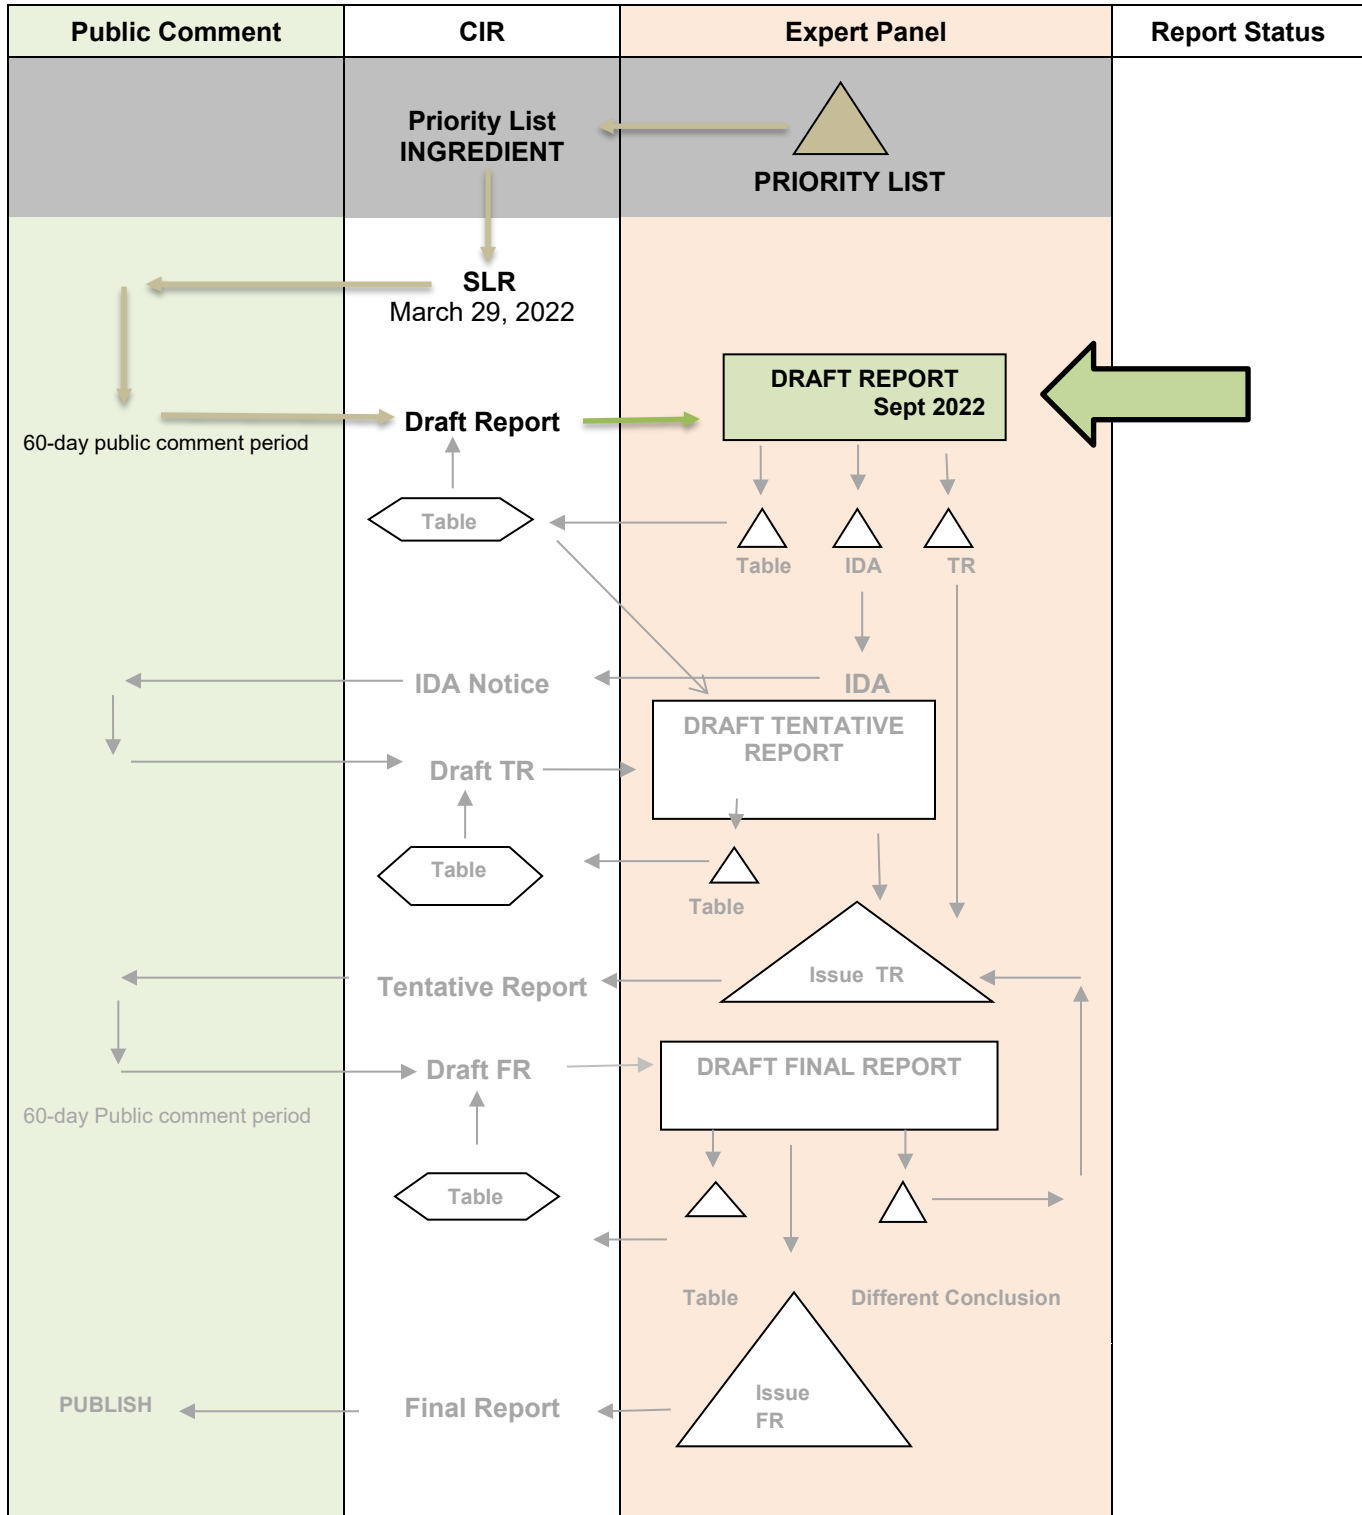 Public Comment
CIR
Expert Panel
Report Status
Priority List
INGREDIENT
PRIORITY LIST
SLR
March 29, 2022
DRAFT REPORT
Sept 2022
60-day public comment period
Draft Report
Table
Table
IDA
TR
IDA Notice
IDA
DRAFT TENTATIVE
REPORT
Draft TR
Table
Table
Tentative Report
Issue TR
Draft FR
DRAFT FINAL REPORT
60-day Public comment period
Table
Table
Different Conclusion
PUBLISH
Final Report
Issue
FR